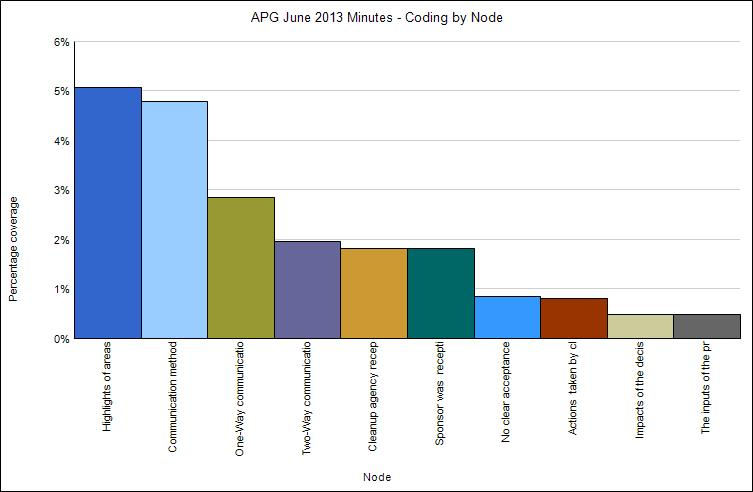 APG June 2013 Minutes - Coding by Node
Percentage coverage
6%
5%
4%
3%
2%
1%
0%
Highlights of areas
Communication method
One-Way communicatio
Two-Way communicatio
Cleanup agency recep
Sponsor was  recepti
No clear acceptance
Actions  taken by cl
Impacts of the decis
The inputs of the pr
Node